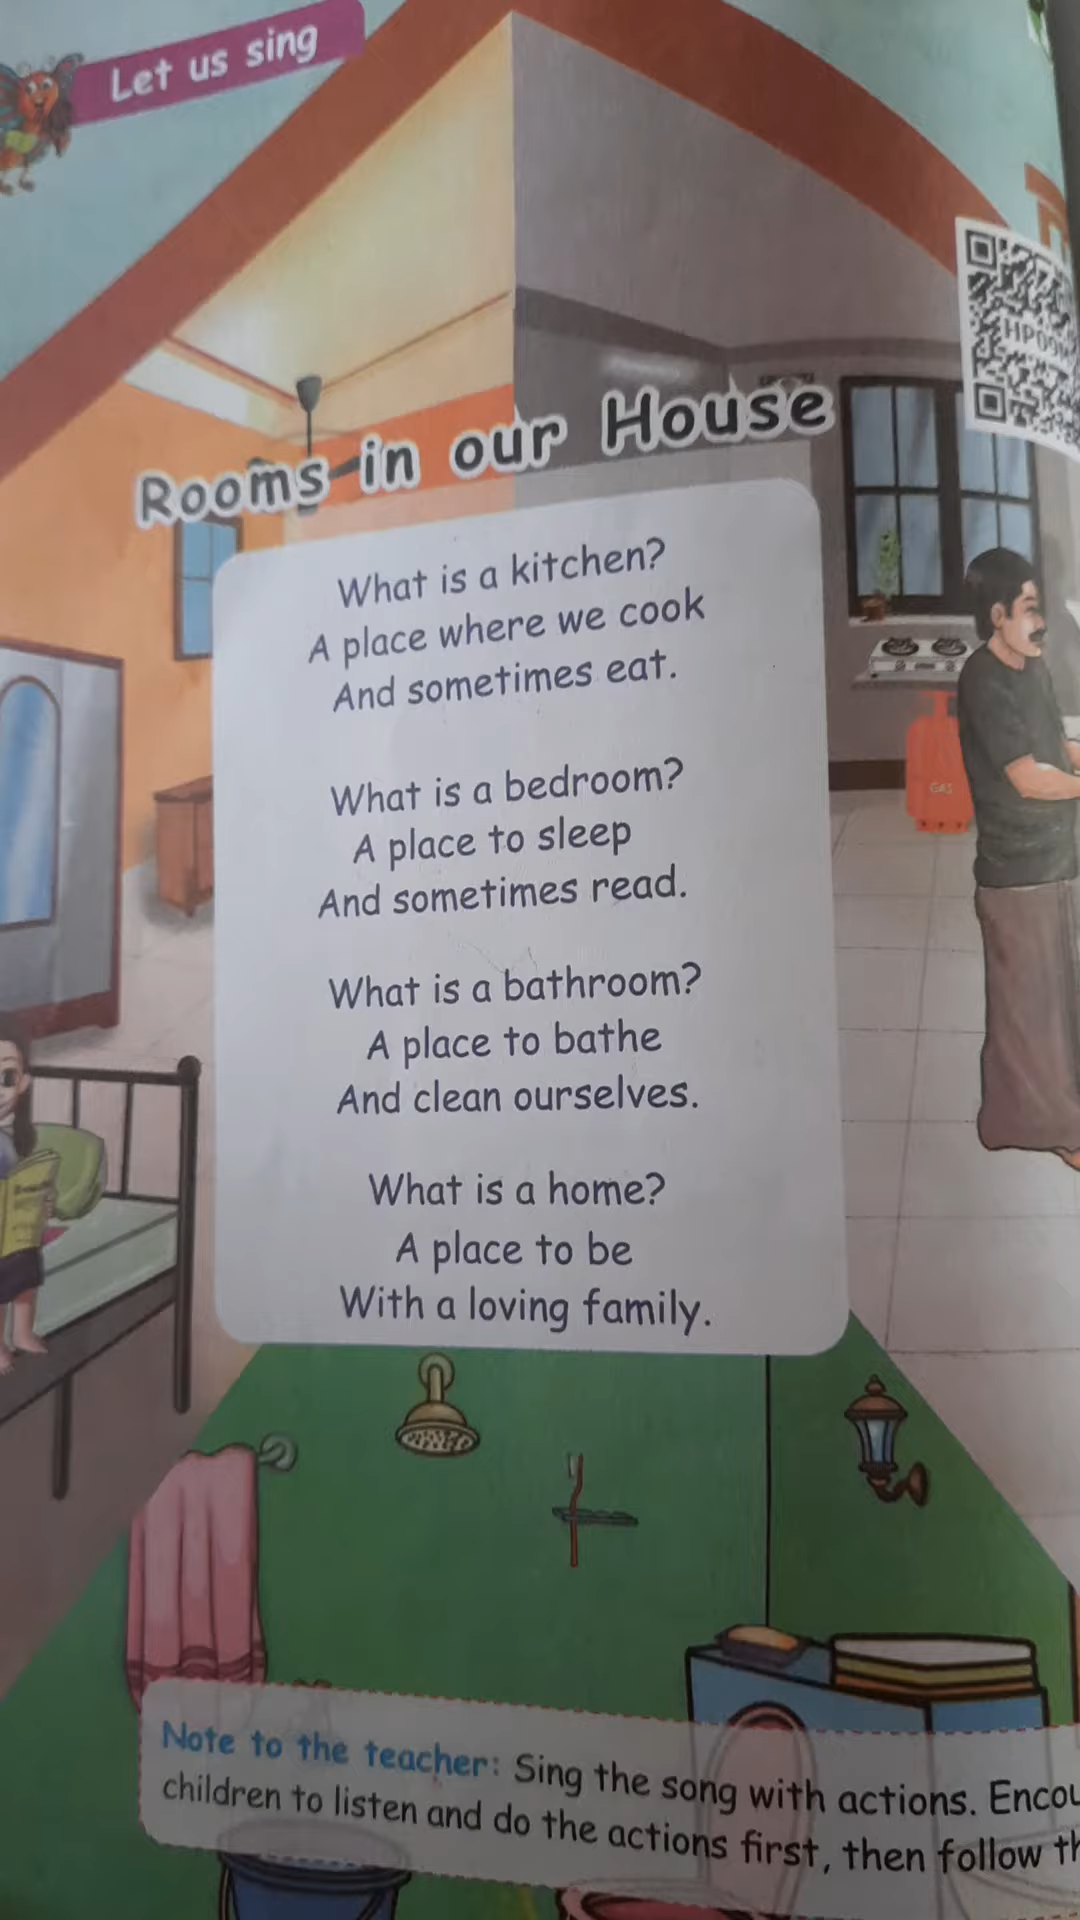 Let us sing
Rooms in our House
What is a kitchen?
A place where we cook
And sometimes eat.
What is a bedroom?
A place to sleep
And sometimes read.
What is a bathroom?
A place to bathe
And clean ourselves.
What is a home?
A place to be
With a loving family.
GAS
Note to the teacher: Sing the song with actions.
children to listen and do the actions first, then follow